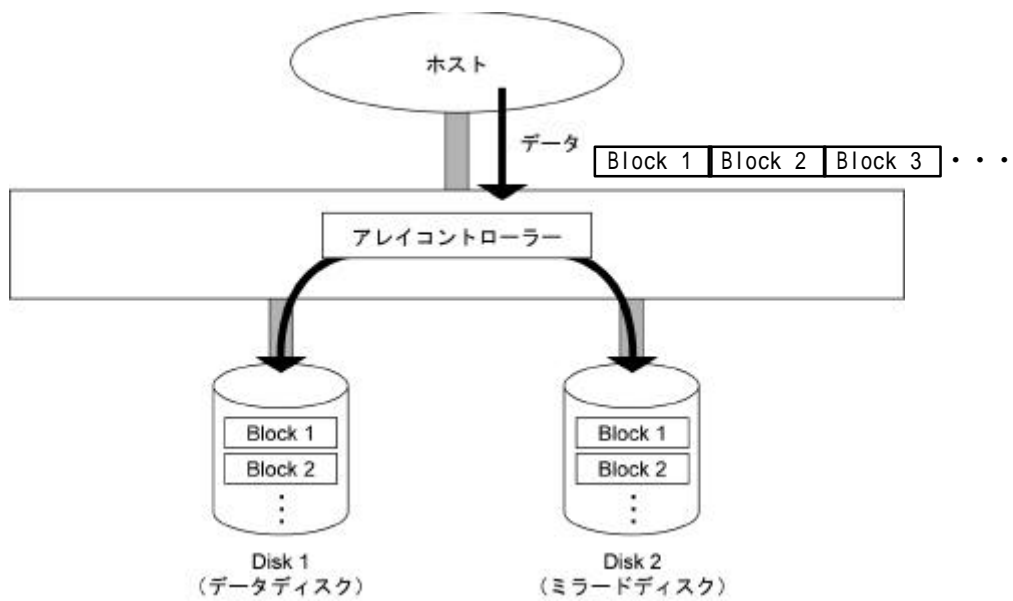 ホスト
データ
Block 1 Block 2 Block 3 ・・・
アレイコントローラー
Block 1
Block 2
Block 1
Block 2
Disk 1
（データディスク）
Disk 2
（ミラードディスク）